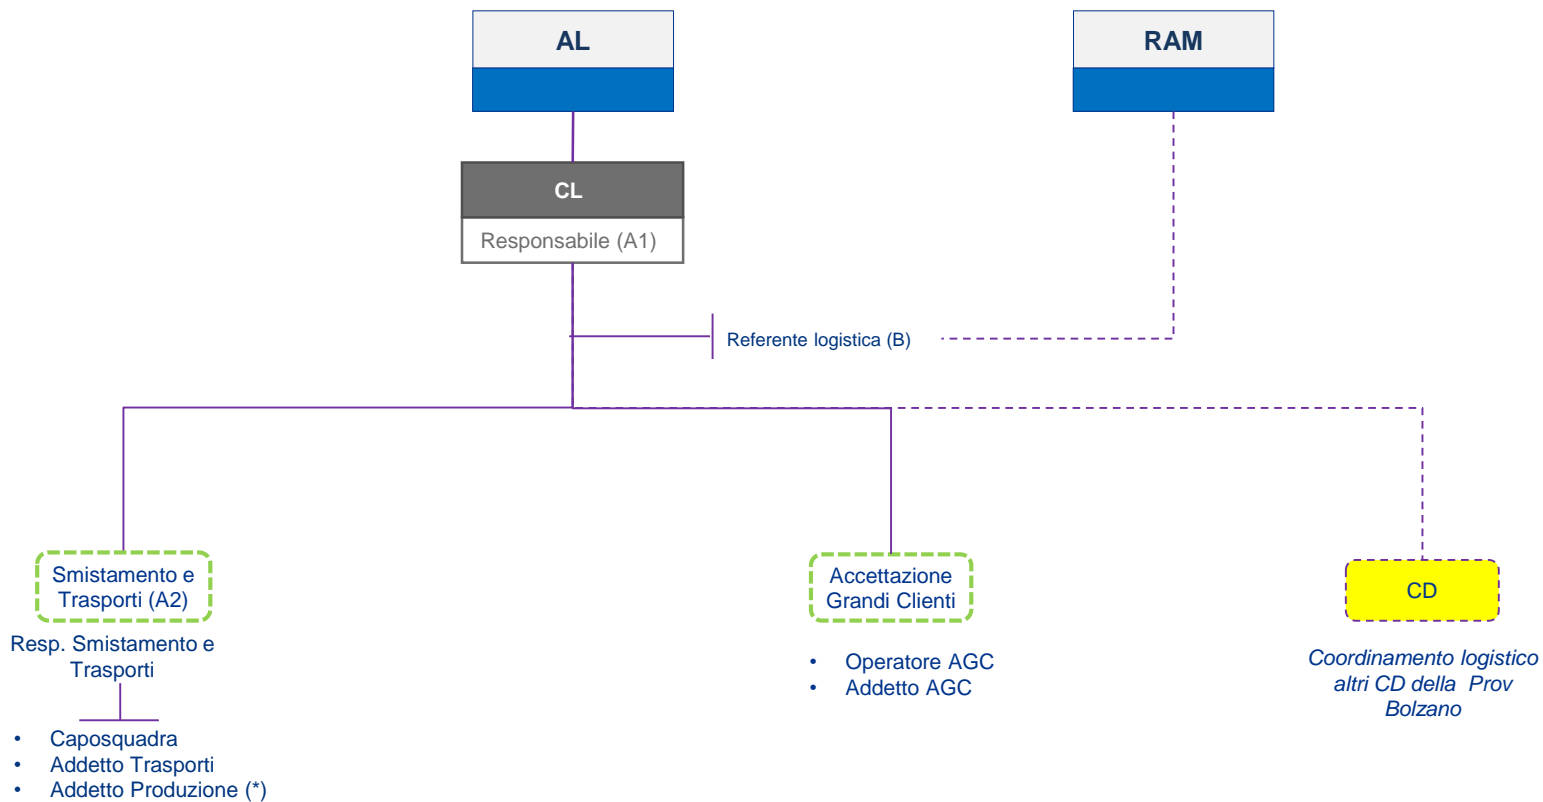 AL
RAM
CL
Responsabile (A1)
Referente logistica (B)
Smistamento e
Trasporti (A2)
Resp. Smistamento e
Trasporti
• Caposquadra
• Addetto Trasporti
• Addetto Produzione (*)
Accettazione
Grandi Clienti
• Operatore AGC
• Addetto AGC
CD
Coordinamento logistico
altri CD della Prov
Bolzano